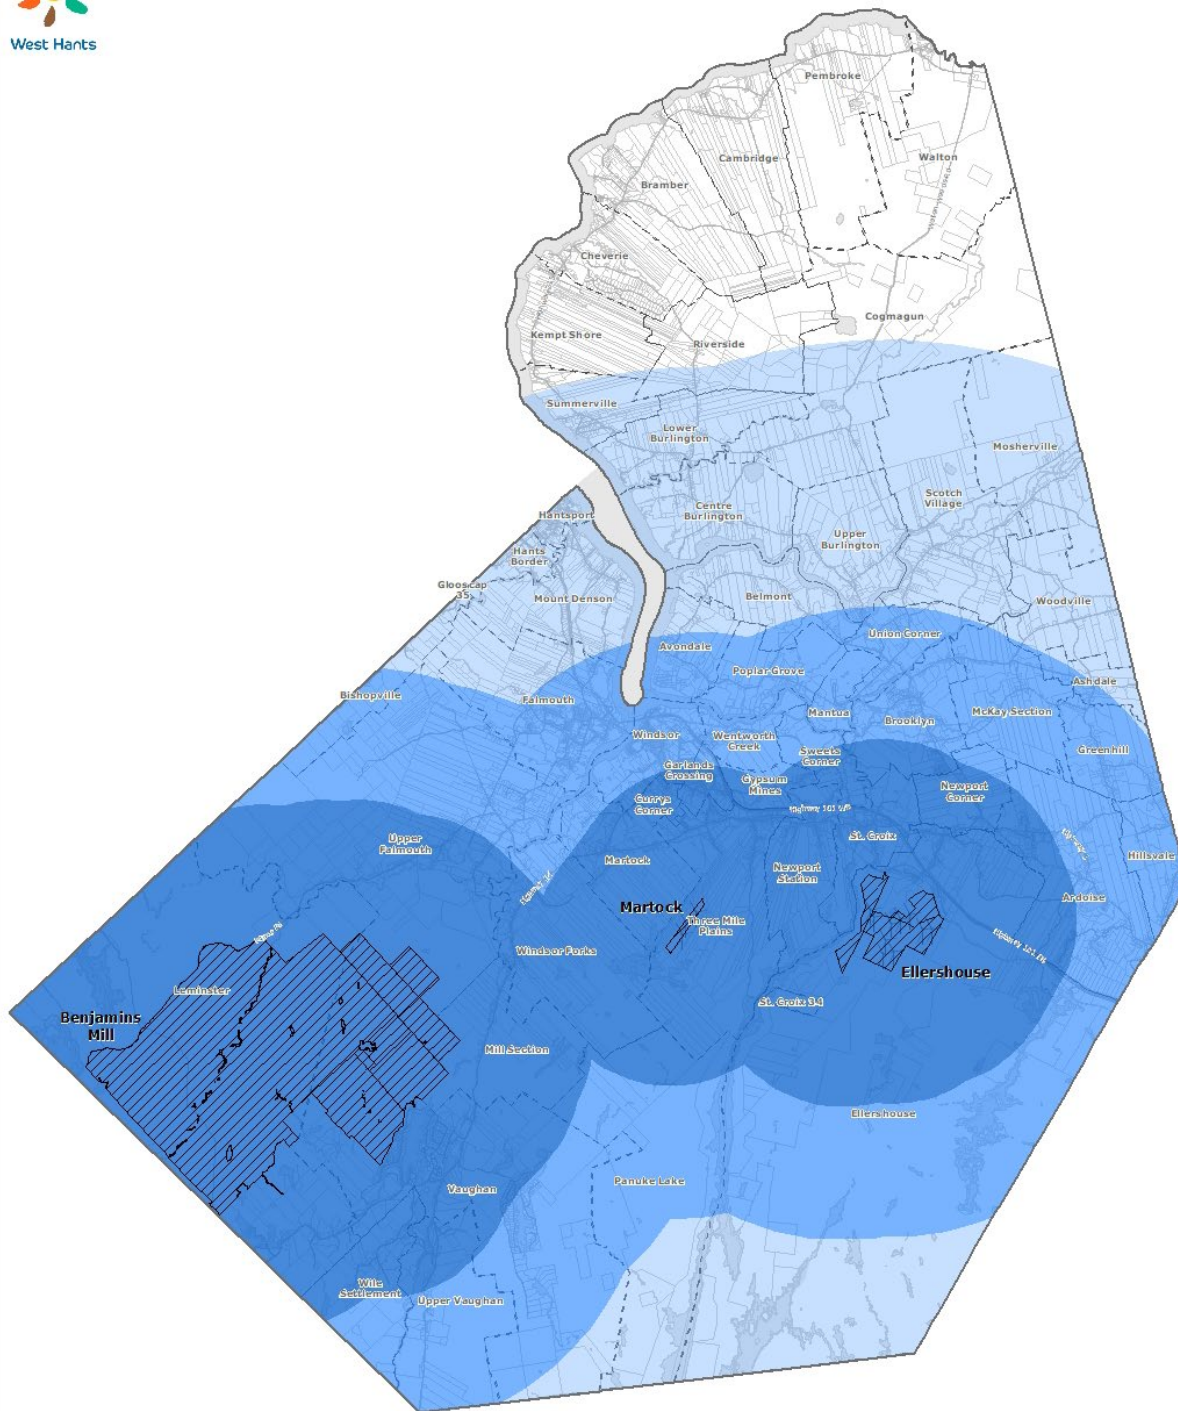 West Hants
Pembroke
Cambridge
Walton
Bramber
Cheverie
Cogmagun
Kempt Shore
Riverside
Summerville
Lower
Burlington
Mosherville
Scotch
Village
Centre
Burlington
Hantsport
Upper
Burlington
Hants
Border
Glooscap
35
Mount Denson
Belmont
Woodville
Union Corner
Avondale
Poplar Grove
Ashdale
Bishopville
Falmouth
Mantua
McKay Section
Brooklyn
Windsor
Wentworth
Creek
Sweets
Corner
Greenhill
Garlands
Crossing
Gypsum
Mines
Newport
Corner
Currys
Corner
Upper
Falmouth
St. Croix
Martock
Hillsvale
Newport
Station
Ardoise
Martock
Three Mile
Plains
Windsor Forks
Ellershouse
Leminster
St. Croix 34
Benjamins
Mill
Mill Section
Ellershouse
Vaughan
Panuke Lake
Wile
Settlement
Upper Vaughan